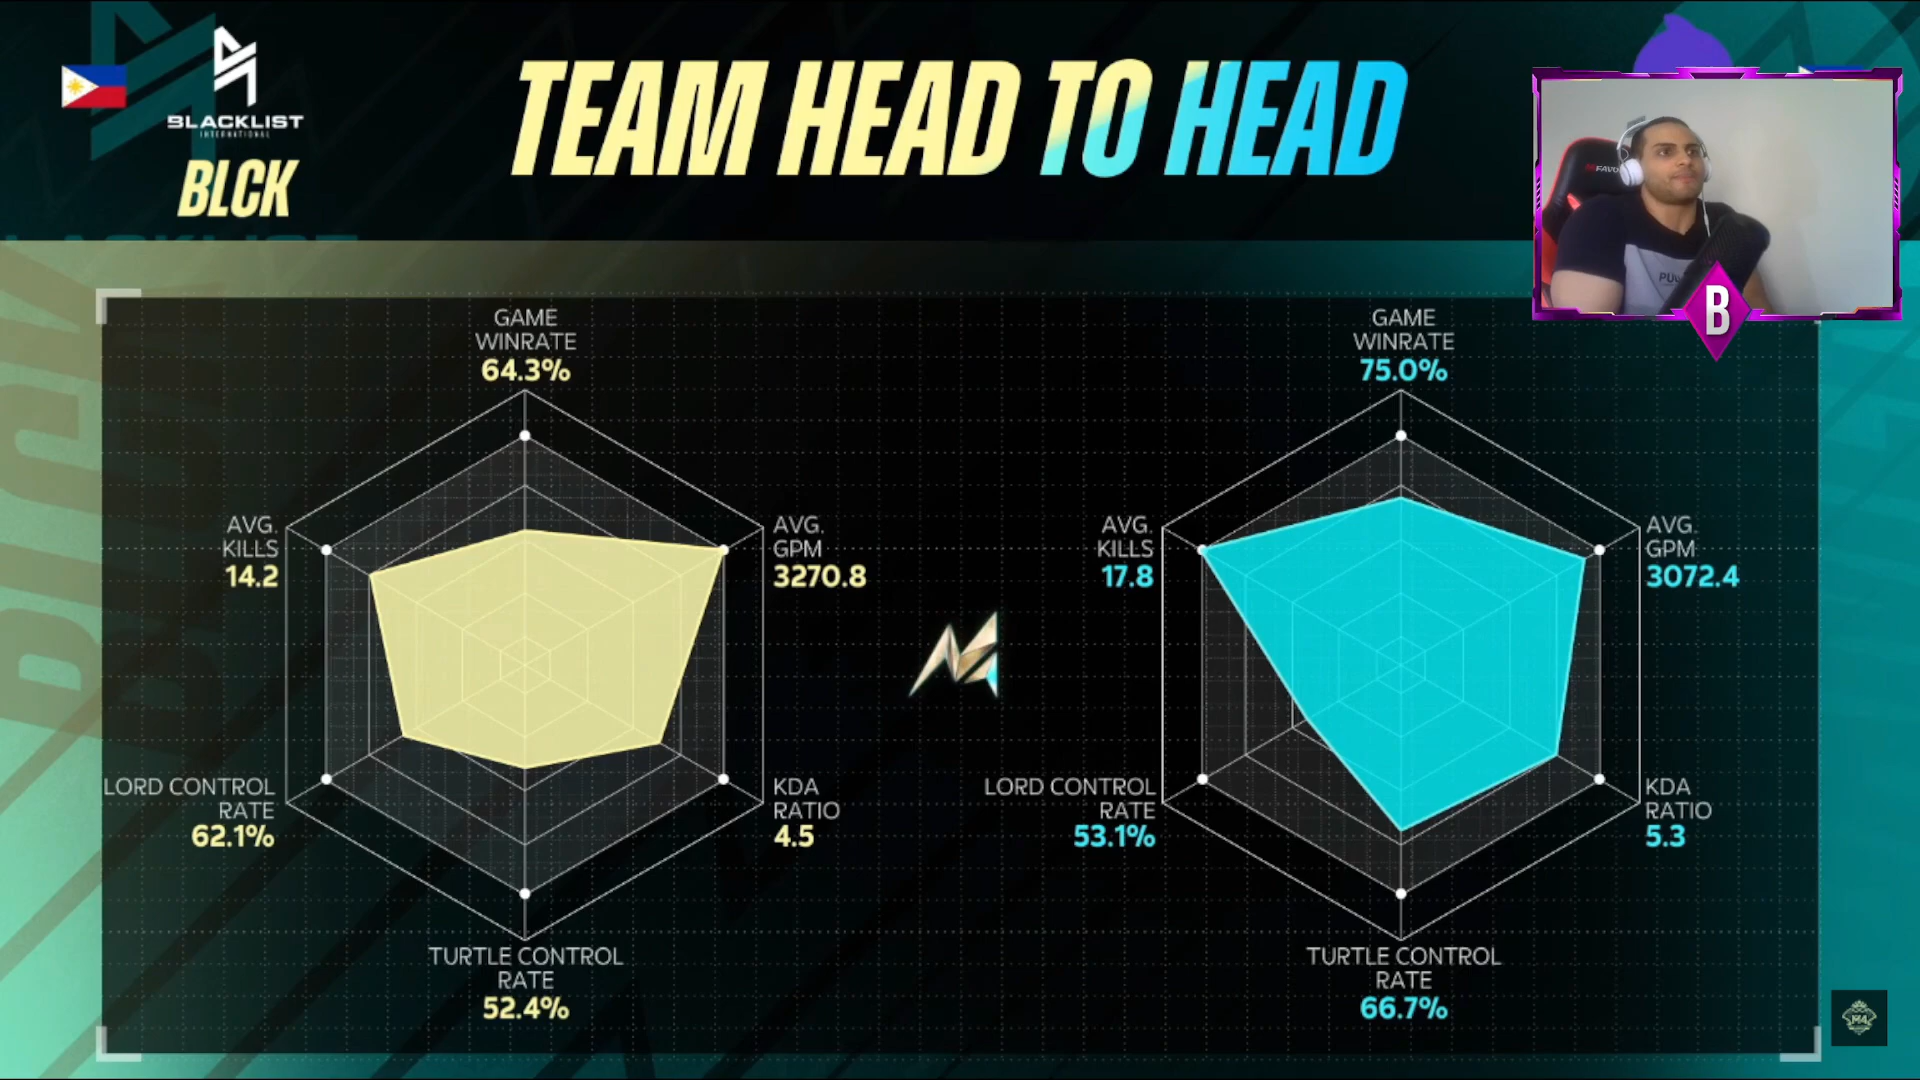 BLACKLIST
INTERNATIONAL
BLCK
TEAM HEAD TO HEAD
B
GAME
WINRATE
64.3%
AVG.
KILLS
14.2
AVG.
GPM
3270.8
LORD CONTROL
RATE
62.1%
KDA
RATIO
4.5
TURTLE CONTROL
RATE
52.4%
GAME
WINRATE
75.0%
AVG.
KILLS
17.8
AVG.
GPM
3072.4
LORD CONTROL
RATE
53.1%
KDA
RATIO
5.3
TURTLE CONTROL
RATE
66.7%
M4